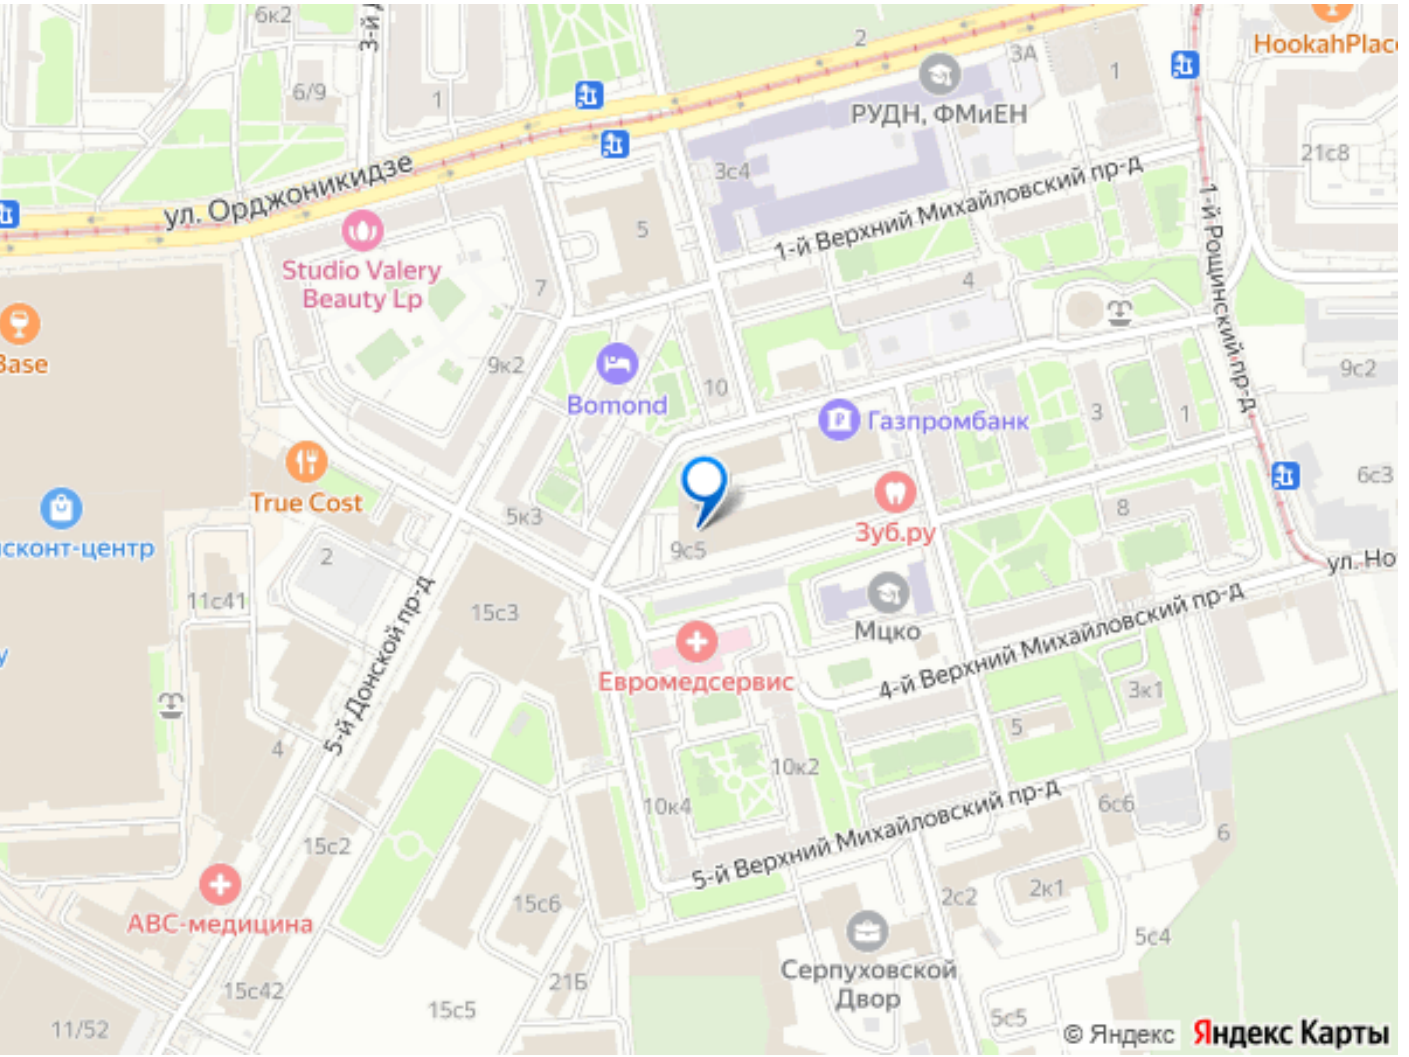 6к2
3-й
6/9
1
2
3А
1
HookahPlac
РУДН, ФМиЕН
21с8
3с4
ул. Орджоникидзе
1-й Верхний Михайловский пр-д
1-й Рощинский пр-д
5
Studio Valery
Beauty Lp
7
4
Base
9к2
9с2
10
Bomond
Газпромбанк
3
1
True Cost
6с3
5к3
8
Зуб.ру
9с5
сконт-центр
2
ул. Но
11с41
15с3
5-й Донской пр-д
Мцко
4-й Верхний Михайловский пр-д
у
Евромедсервис
3к1
5
4
10к2
10к4
5-й Верхний Михайловский пр-д
6с6
6
15с2
АВС-медицина
15с6
2с2
2к1
5с4
Серпуховской
Двор
21Б
15с42
15с5
5с5
11/52
© Яндекс Яндекс Карты